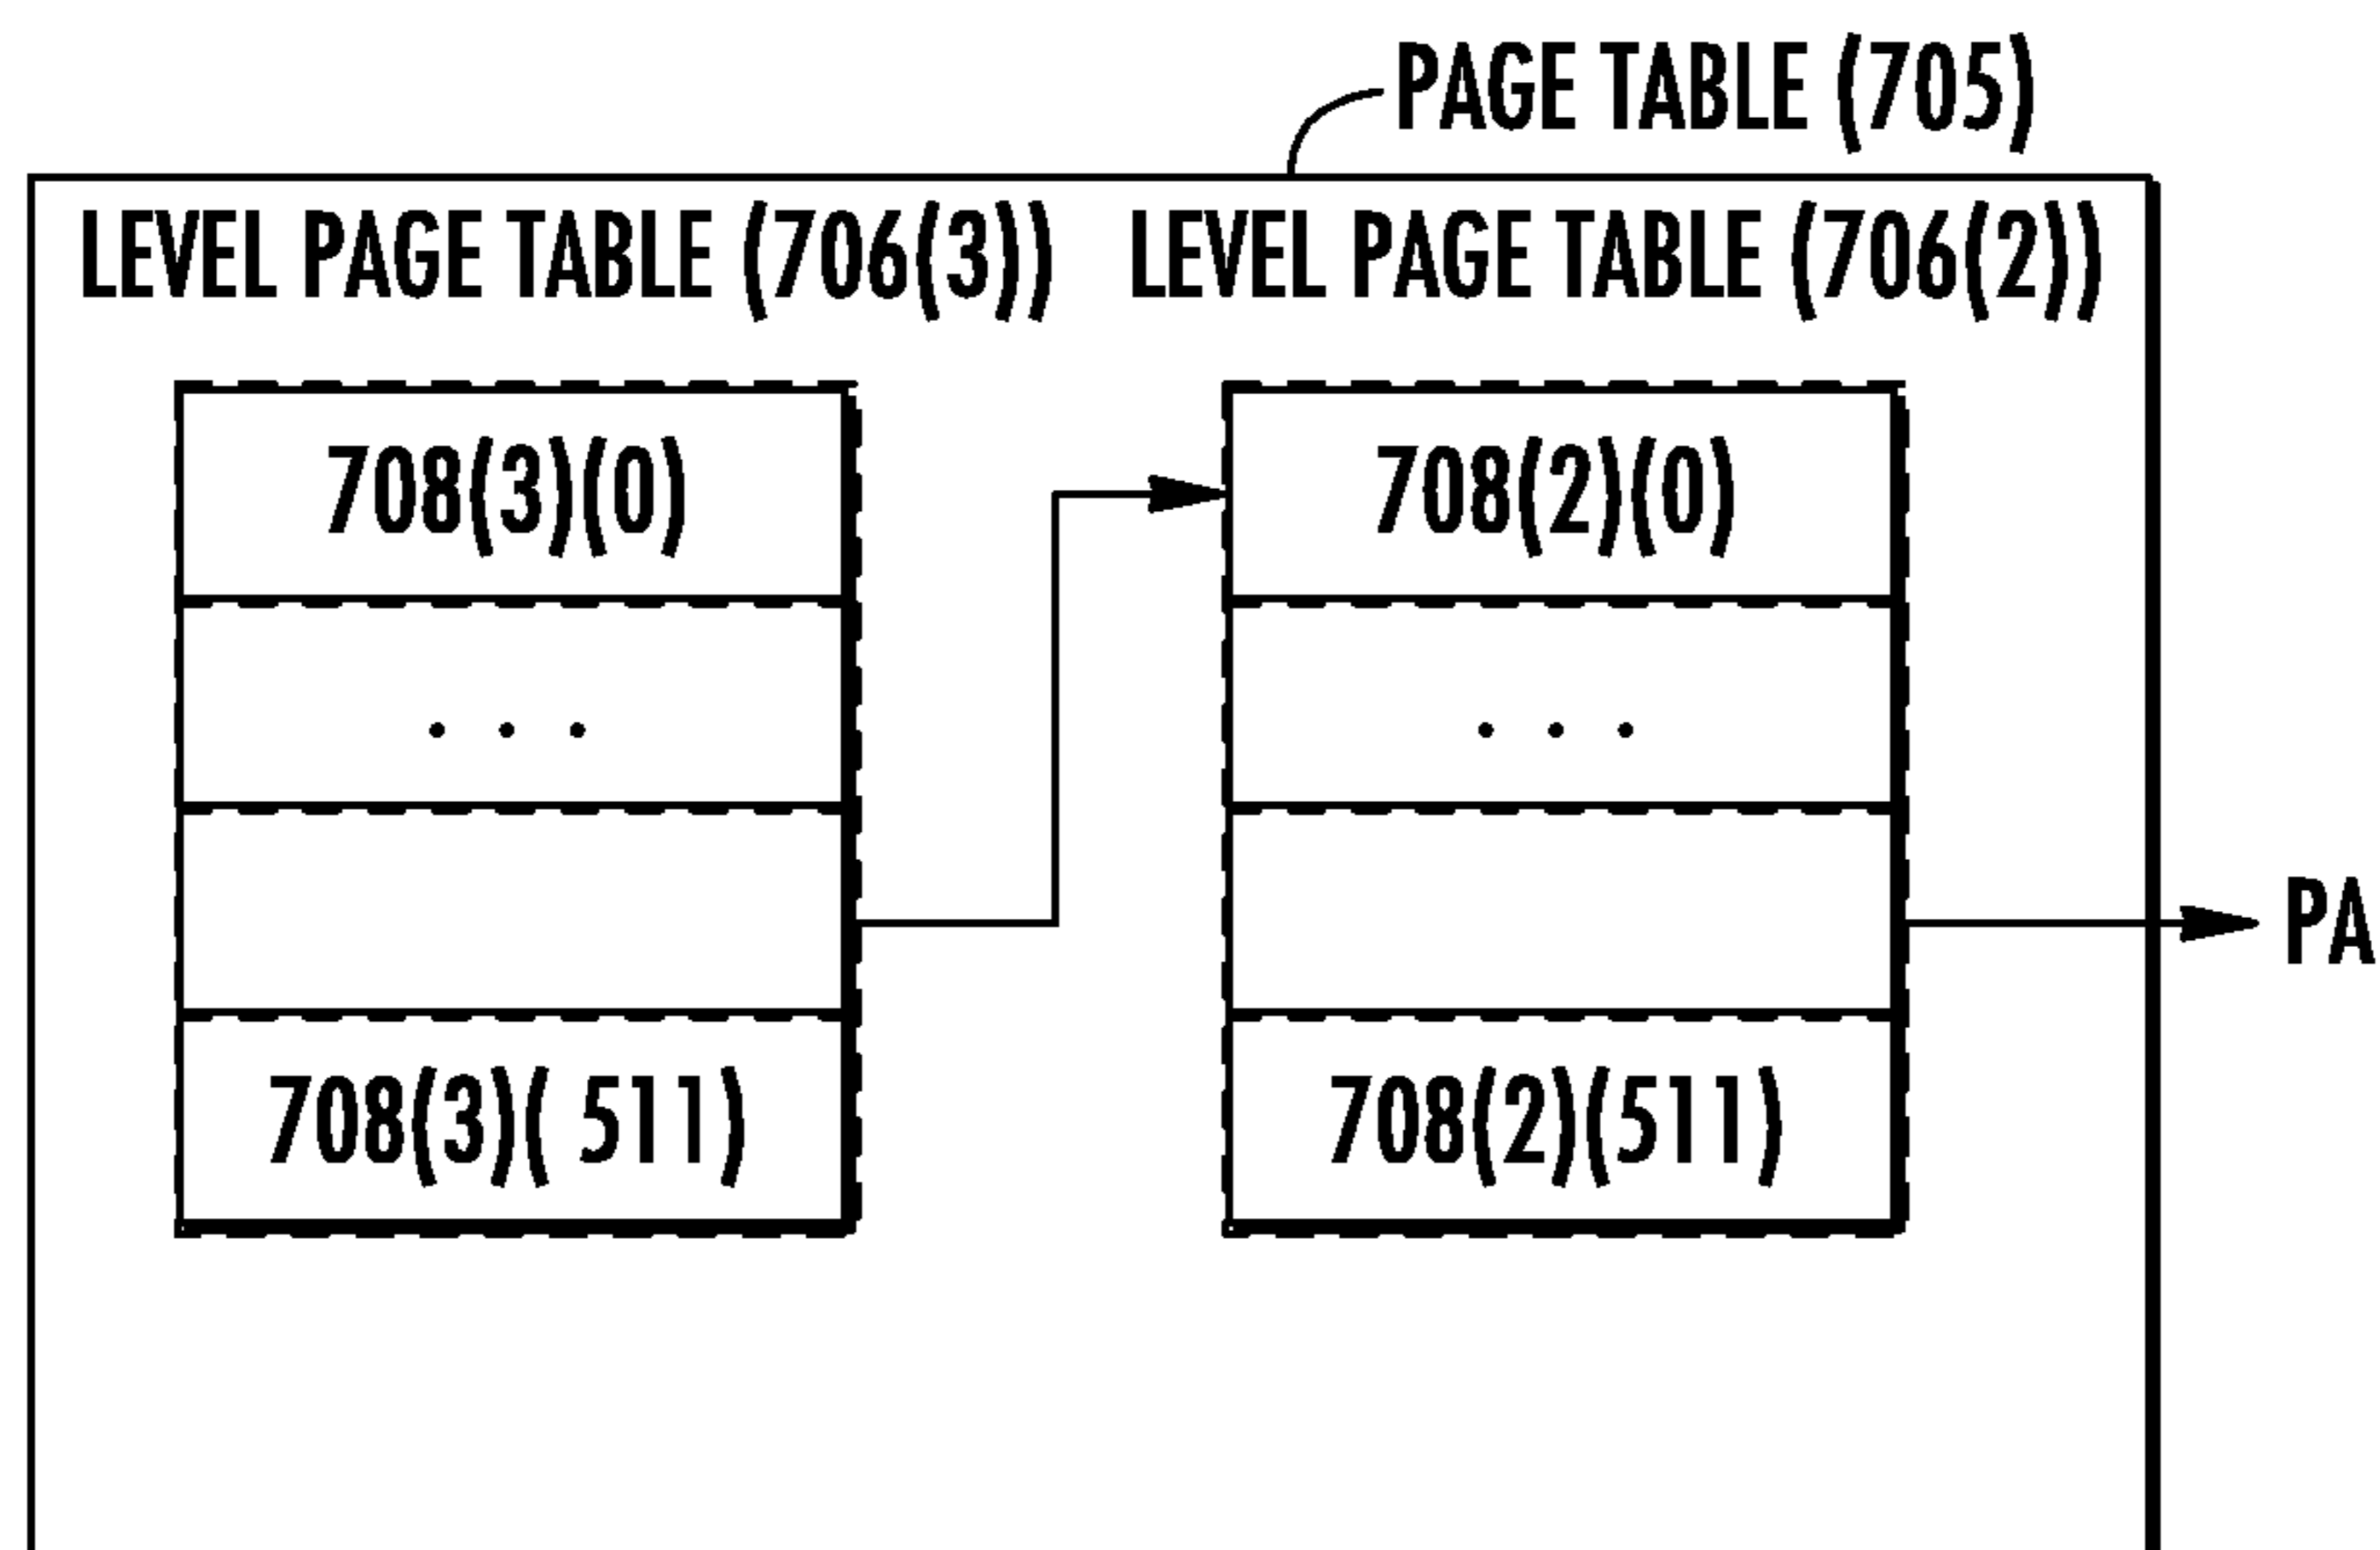 PAGE TABLE (705)
LEVEL PAGE TABLE (706(3)) LEVEL PAGE TABLE (706(2))
708(3)(0) 708(2)(0)
. . . . . .
PA
708(3)( 511) 708(2)(511)